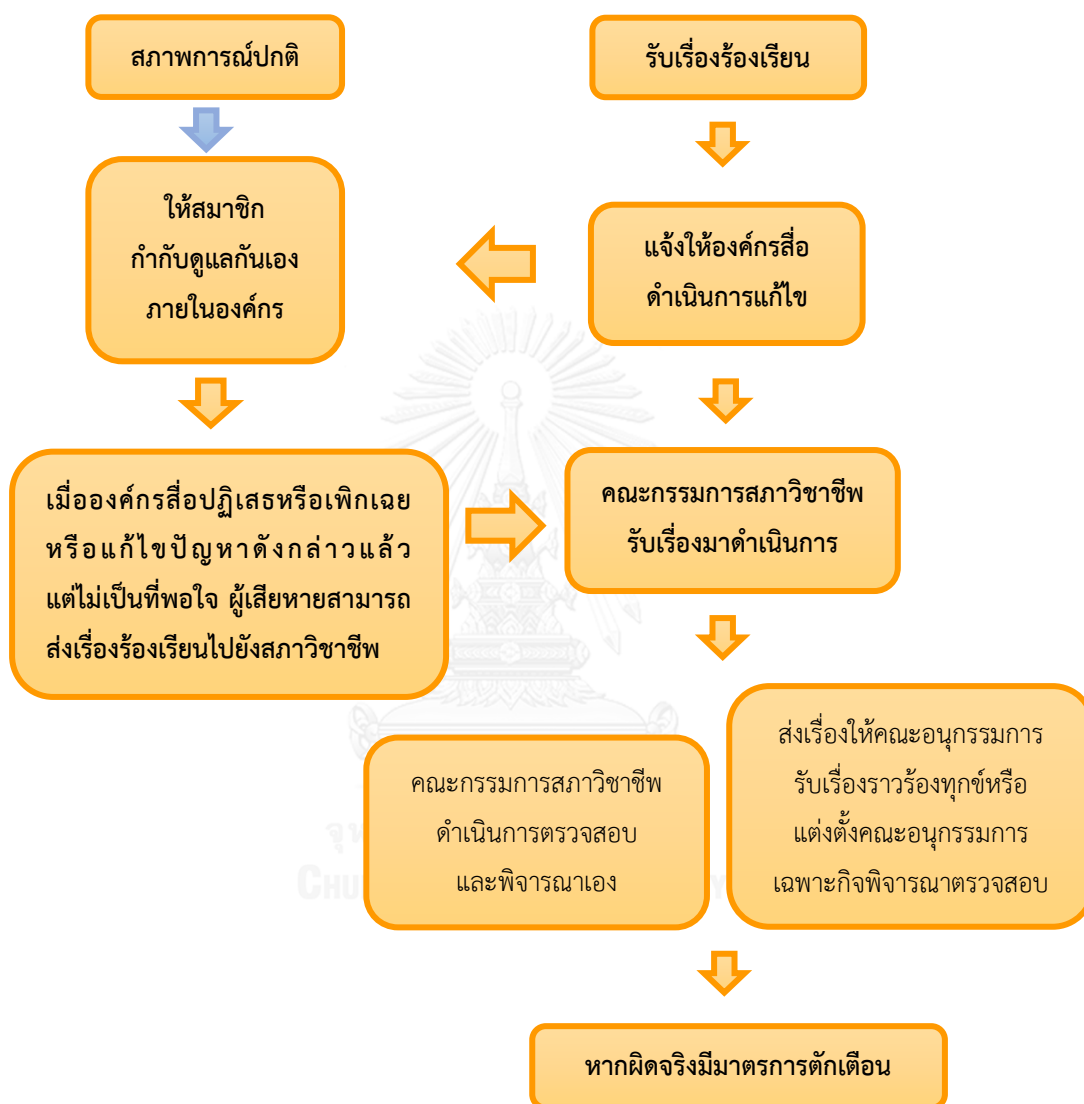 สภาพการณ์ปกติ
รับเรื่องร้องเรียน
ให้สมาชิก
กำกับดูแลกันเอง
ภายในองค์กร
แจ้งให้องค์กรสื่อ
ดำเนินการแก้ไข
เมื่อองค์กรสื่อปฏิเสธหรือเพิกเฉย
หรือแก้ไขปัญหาดังกล่าวแล้ว
แต่ไม่เป็นที่พอใจ ผู้เสียหายสามารถ
ส่งเรื่องร้องเรียนไปยังสภาวิชาชีพ
คณะกรรมการสภาวิชาชีพ
รับเรื่องมาดำเนินการ
คณะกรรมการสภาวิชาชีพ
ดำเนินการตรวจสอบ
และพิจารณาเอง
ส่งเรื่องให้คณะอนุกรรมการ
รับเรื่องราวร้องทุกข์หรือ
แต่งตั้งคณะอนุกรรมการ
เฉพาะกิจพิจารณาตรวจสอบ
หากผิดจริงมีมาตรการตักเตือน